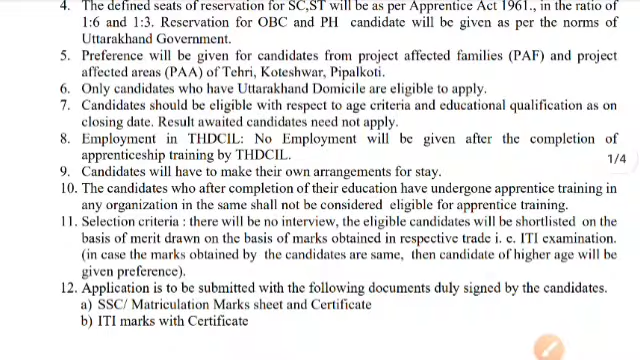 4. The defined seats of reservation for SC,ST will be as per Apprentice Act 1961., in the ratio of
1:6 and 1:3. Reservation for OBC and PH candidate will be given as per the norms of
Uttarakhand Government.
5. Preference will be given for candidates from project affected families (PAF) and project
affected areas (PAA) of Tehri, Koteshwar, Pipalkoti.
6. Only candidates who have Uttarakhand Domicile are eligible to apply.
7. Candidates should be eligible with respect to age criteria and educational qualification as on
closing date. Result awaited candidates need not apply.
8. Employment in THDCIL: No Employment will be given after the completion of
apprenticeship training by THDCIL.
1/4
9. Candidates will have to make their own arrangements for stay.
10. The candidates who after completion of their education have undergone apprentice training in
any organization in the same shall not be considered eligible for apprentice training.
11. Selection criteria : there will be no interview, the eligible candidates will be shortlisted on the
basis of merit drawn on the basis of marks obtained in respective trade i. e. ITI examination.
(in case the marks obtained by the candidates are same, then candidate of higher age will be
given preference).
12. Application is to be submitted with the following documents duly signed by the candidates.
a) SSC/ Matriculation Marks sheet and Certificate
b) ITI marks with Certificate